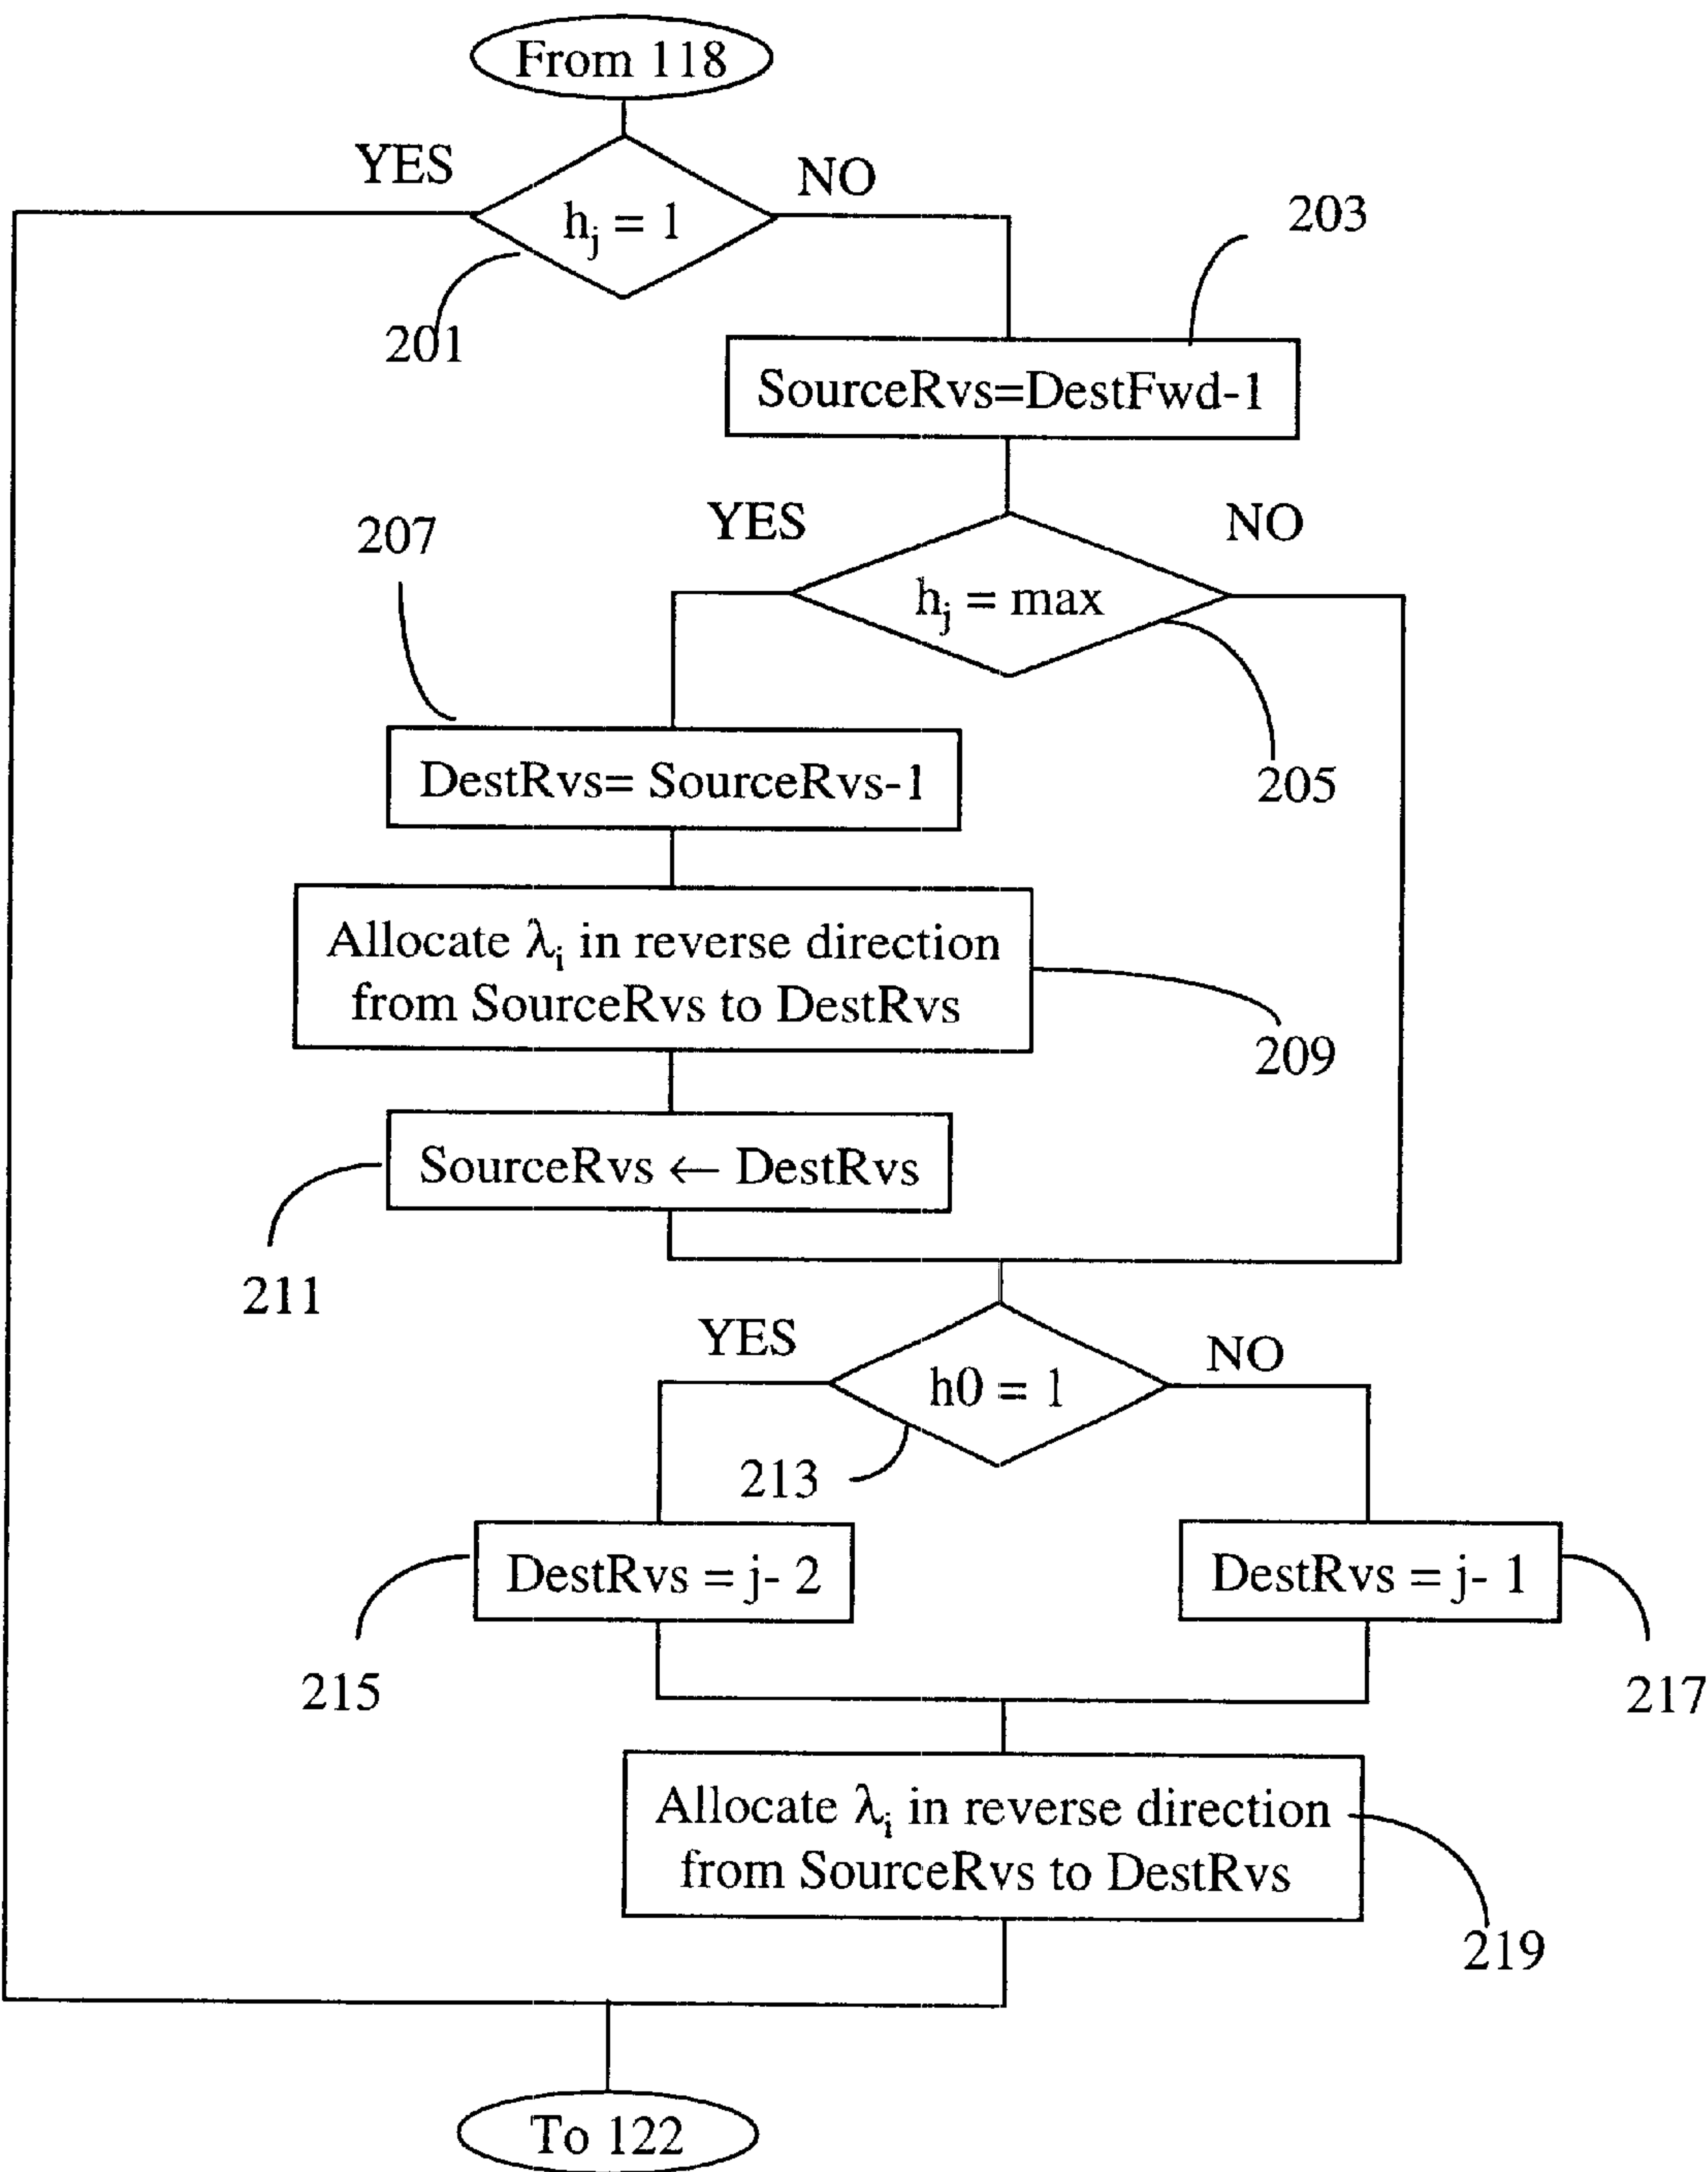 From 118
YES
NO
hj = 1
203
201
SourceRvs=DestFwd-1
YES
NO
207
hj = max
DestRvs= SourceRvs-1
205
Allocate λi in reverse direction
from SourceRvs to DestRvs
209
SourceRvs ← DestRvs
211
YES
NO
h0 = 1
213
DestRvs = j- 2
DestRvs = j- 1
215
217
Allocate λi in reverse direction
from SourceRvs to DestRvs
219
To 122